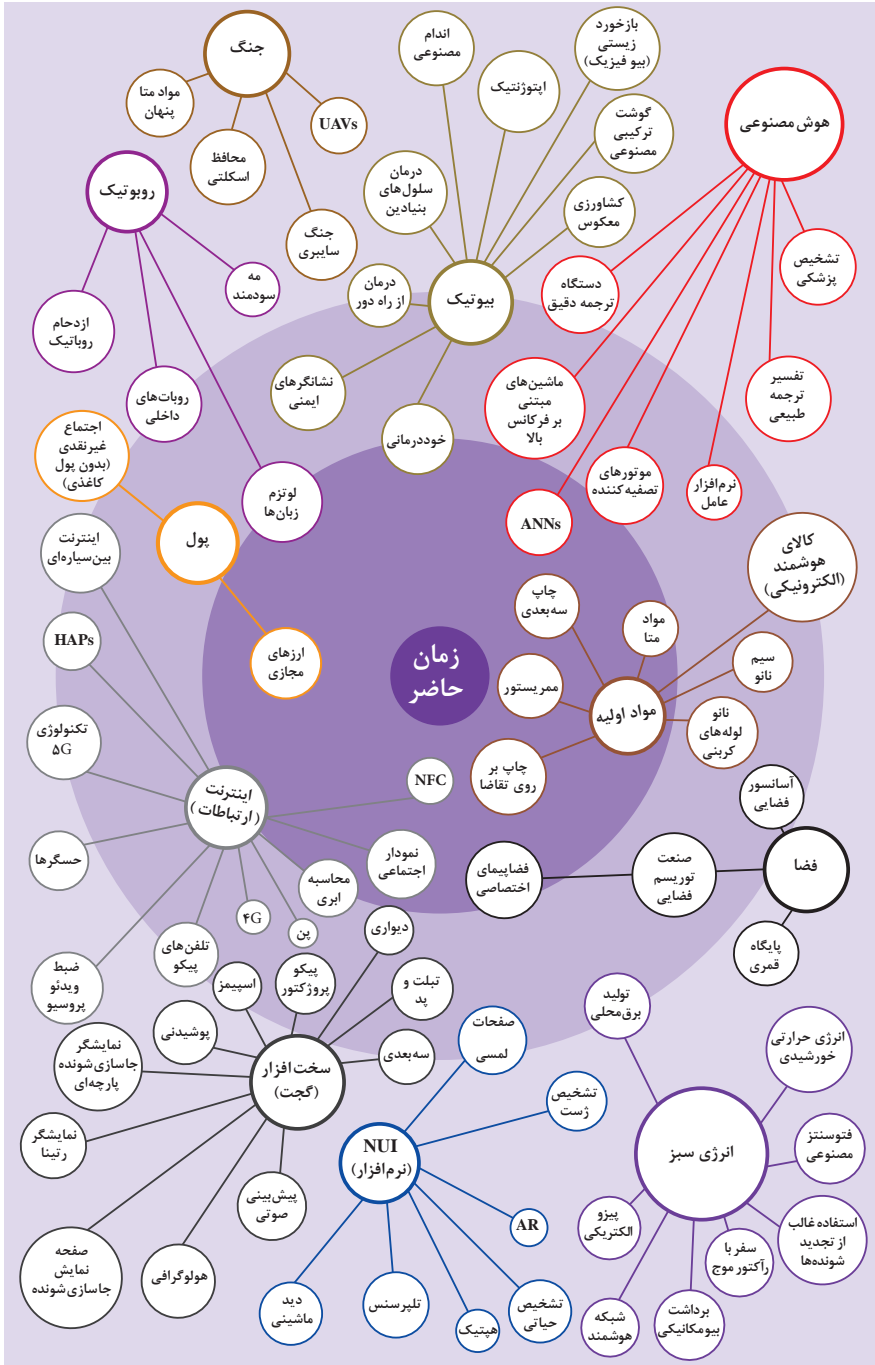 جنگ
مواد متا
پنهان
محافظ
اسکلتی
جنگ
سایبری
UAVs
روبوتیک
ازدحام
روباتیک
روبات‌های
داخلی
لوتزم
زبان‌ها
مه
سودمند
بیوتیک
اندام
مصنوعی
اپتوژنتیک
بازخورد
زیستی
(بیو فیزیک)
گوشت
ترکیبی
مصنوعی
کشاورزی
معکوس
درمان
سلول‌های
بنیادین
درمان
از راه دور
نشانگرهای
ایمنی
خوددرمانی
هوش مصنوعی
تشخیص
پزشکی
تفسیر
ترجمه
طبیعی
نرم‌افزار
عامل
موتورهای
تصفیه‌کننده
ANNs
ماشین‌های
مبتنی
بر فرکانس
بالا
دستگاه
ترجمه دقیق
پول
اجتماع
غیرنقدی
(بدون پول
کاغذی)
ارزهای
مجازی
زمان
حاضر
مواد اولیه
کالای
هوشمند
(الکترونیکی)
مواد
متا
چاپ
سه‌بعدی
ممریستور
چاپ بر
روی تقاضا
سیم
نانو
نانو
لوله‌های
کربنی
اینترنت
(ارتباطات)
اینترنت
بین‌سیاره‌ای
HAPs
تکنولوژی
۵G
حسگرها
ضبط
ویدئو
پروسیو
تلفن‌های
پیکو
۴G
پن
محاسبه
ابری
نمودار
اجتماعی
NFC
فضا
آسانسور
فضایی
صنعت
توریسم
فضایی
فضاپیمای
اختصاصی
پایگاه
قمری
سخت‌افزار
(گجت)
دیواری
پیکو
پروژکتور
اسپیمز
تبلت و
پد
سه‌بعدی
پوشیدنی
نمایشگر
جاسازی‌شونده
پارچه‌ای
نمایشگر
رتینا
صفحه
نمایش
جاسازی‌شونده
هولوگرافی
پیش‌بینی
صوتی
NUI
(نرم‌افزار)
صفحات
لمسی
تشخیص
ژست
AR
تشخیص
حیاتی
هپتیک
تلپرسنس
دید
ماشینی
انرژی سبز
تولید
برق‌محلی
انرژی حرارتی
خورشیدی
فتوسنتز
مصنوعی
استفاده غالب
از تجدید
شونده‌ها
سفر با
رآکتور موج
برداشت
بیومکانیکی
شبکه
هوشمند
پیزو
الکتریکی